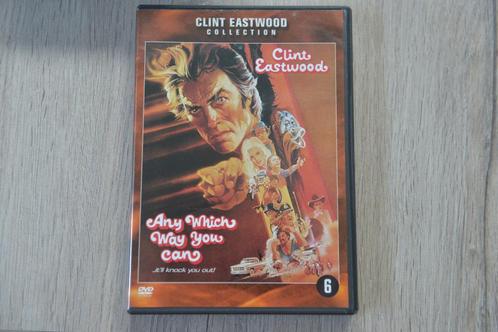 CLINT EASTWOOD
COLLECTION
Clint
Eastwood
Any Which
Way You
Can
...it'll knock you out!
DVD
6